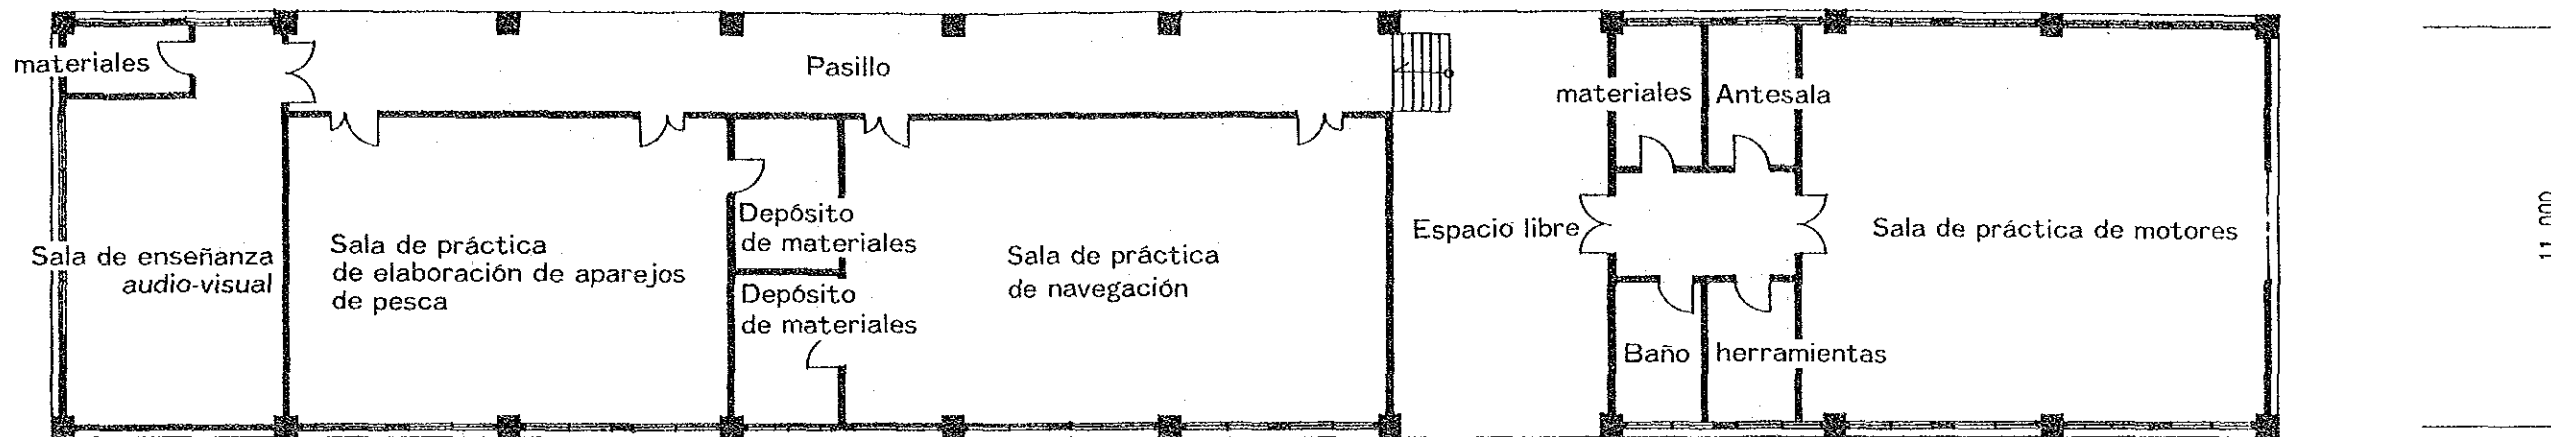 materiales
Pasillo
materiales
Antesala
Sala de enseñanza
audio-visual
Sala de práctica
de elaboración de aparejos
de pesca
Depósito
de materiales
Depósito
de materiales
Sala de práctica
de navegación
Espacio libre
Sala de práctica de motores
Baño
herramientas
11 000